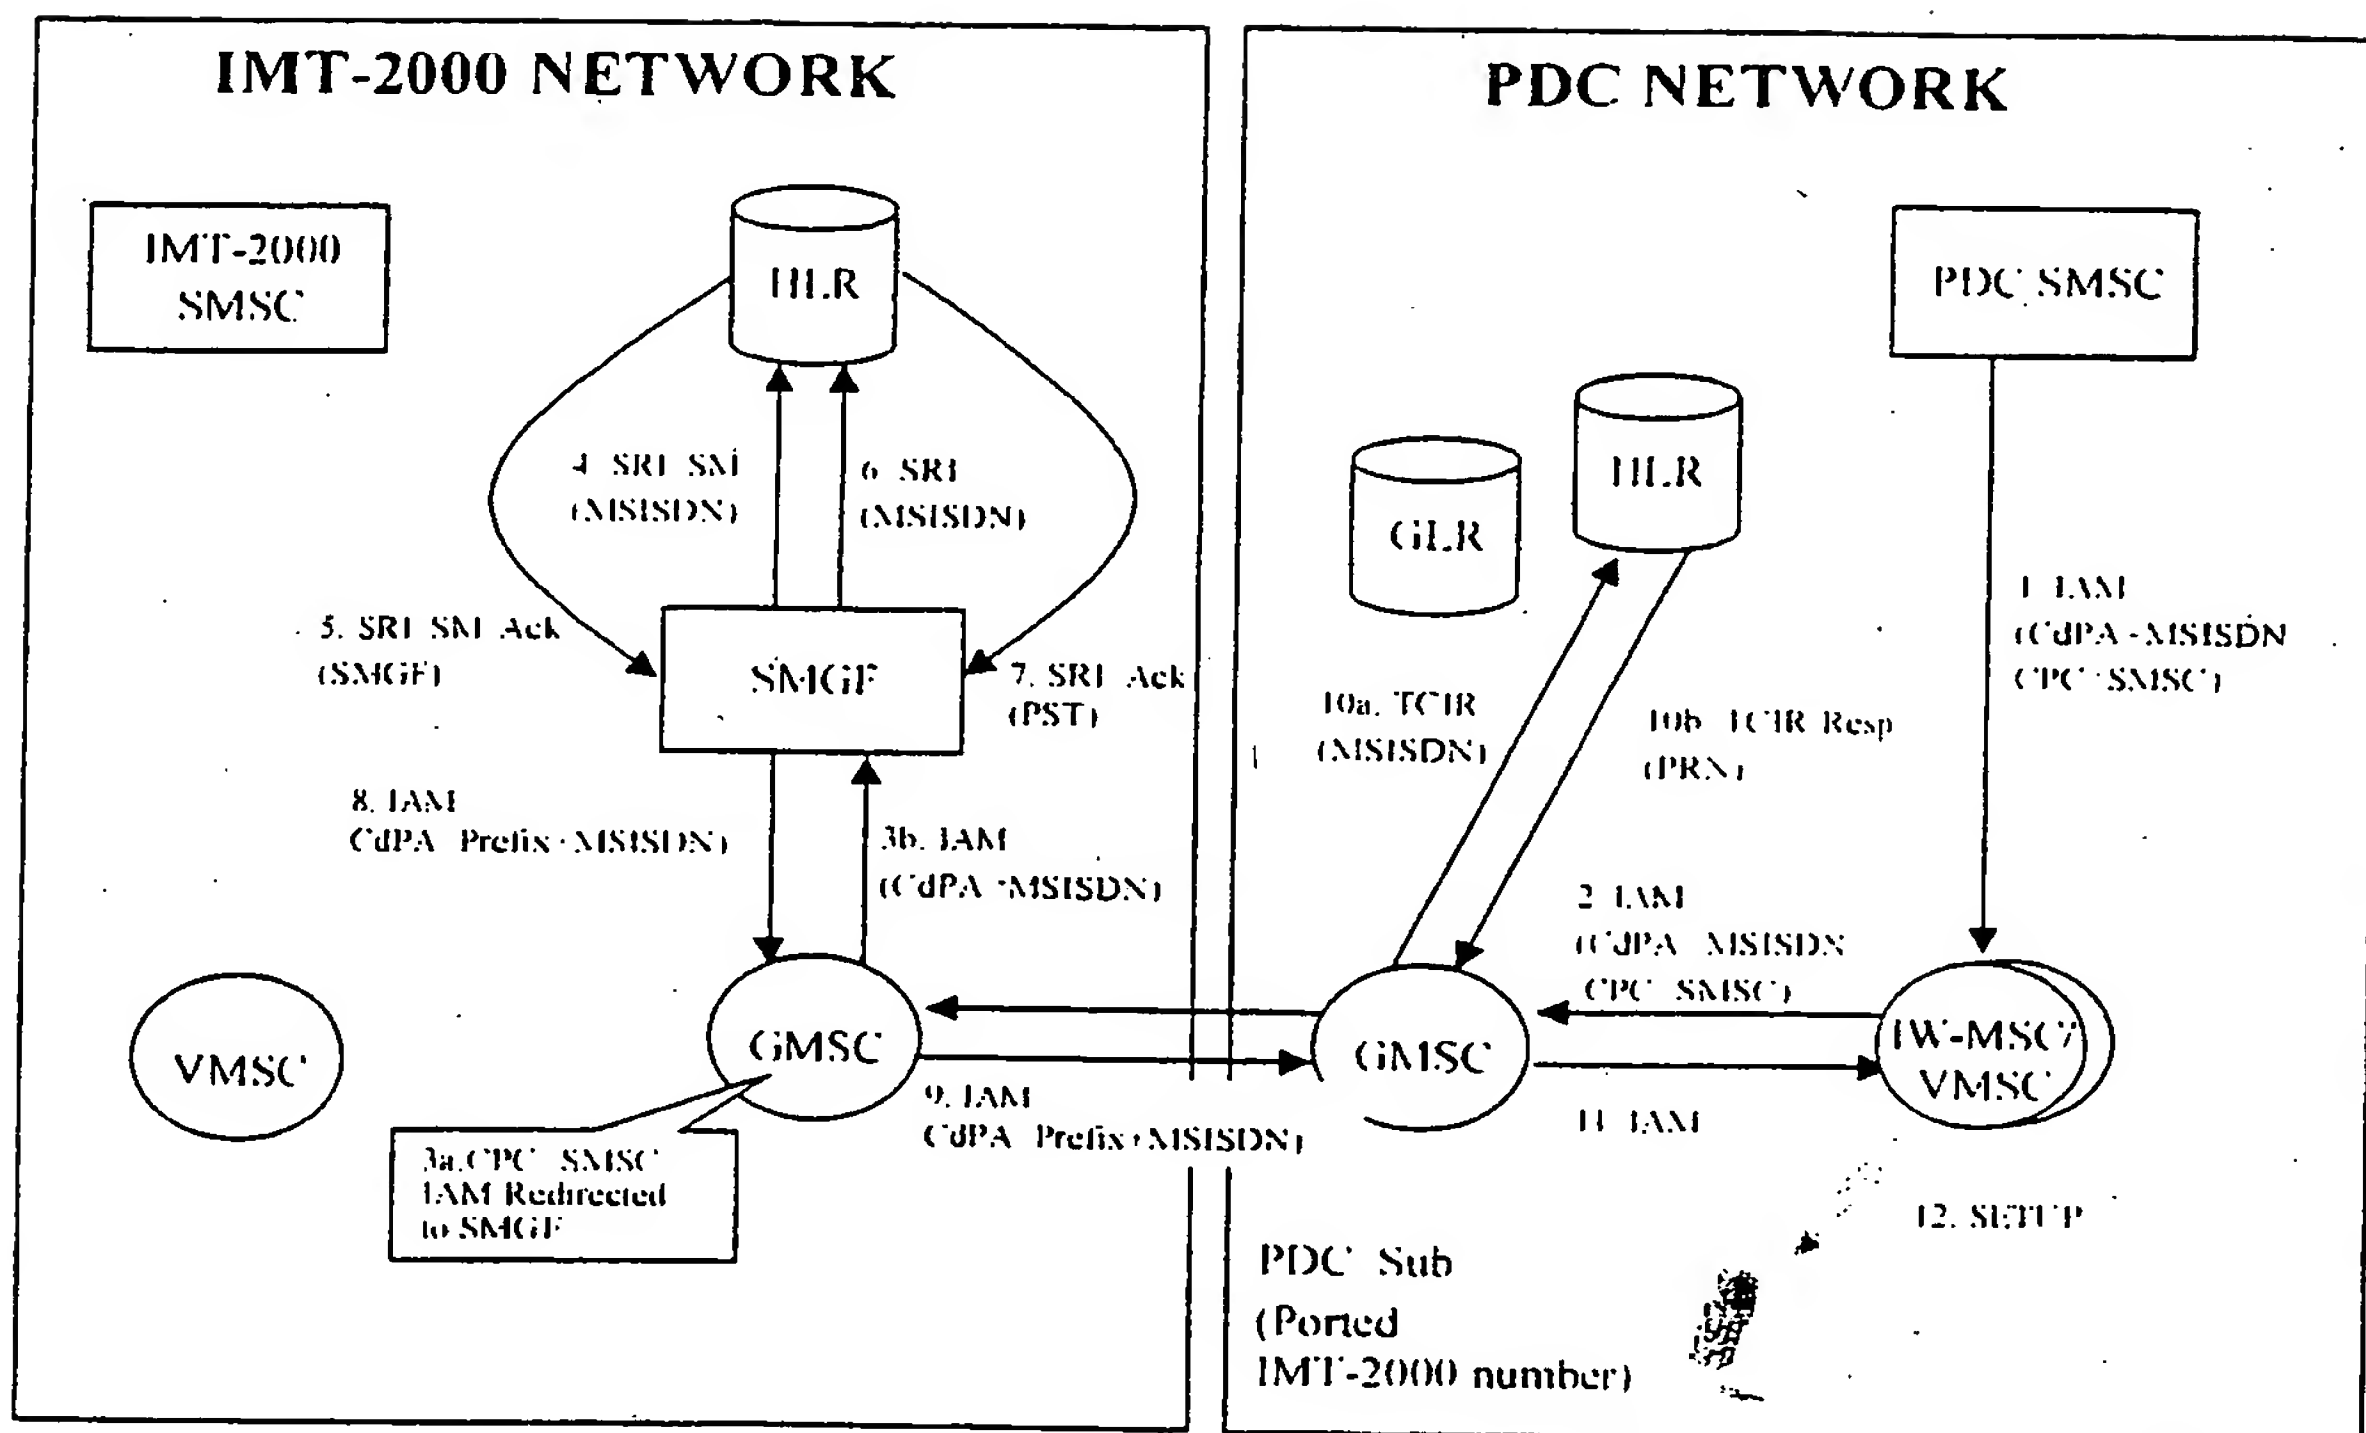 IMT-2000 NETWORK
PDC NETWORK
IMT-2000
SMSC
HLR
PDC SMSC
HLR
GLR
4 SRI SM
(MSISDN)
6 SRI
(MSISDN)
5. SRI SM Ack
(SMGF)
SMGF
7. SRI Ack
(PST)
1 IAM
(CdPA -MSISDN
CPC SMSC)
10a. TCIR
(MSISDN)
10b TCIR Resp
(PRN)
8. IAM
CdPA Prefix+MSISDN)
3b. IAM
(CdPA -MSISDN)
2 IAM
(CdPA MSISDN
CPC SMSC)
VMSC
GMSC
GMSC
IW-MSC/
VMSC
9. IAM
CdPA Prefix+MSISDN)
11 IAM
3a.CPC SMSC
IAM Redirected
to SMGF
12. SETUP
PDC Sub
(Ported
IMT-2000 number)